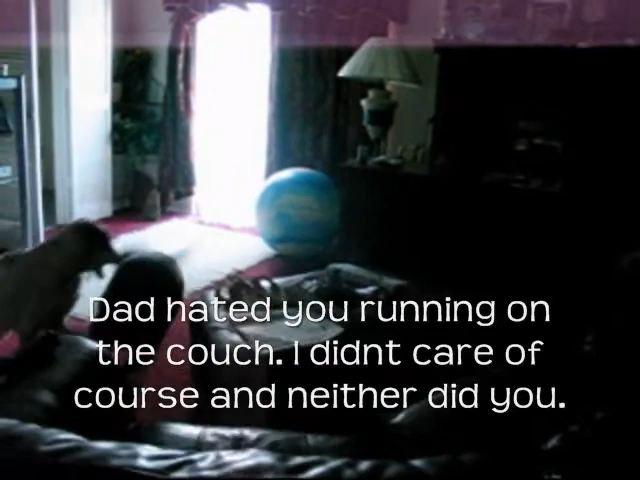 Dad hated you running on
the couch. I didnt care of
course and neither did you.